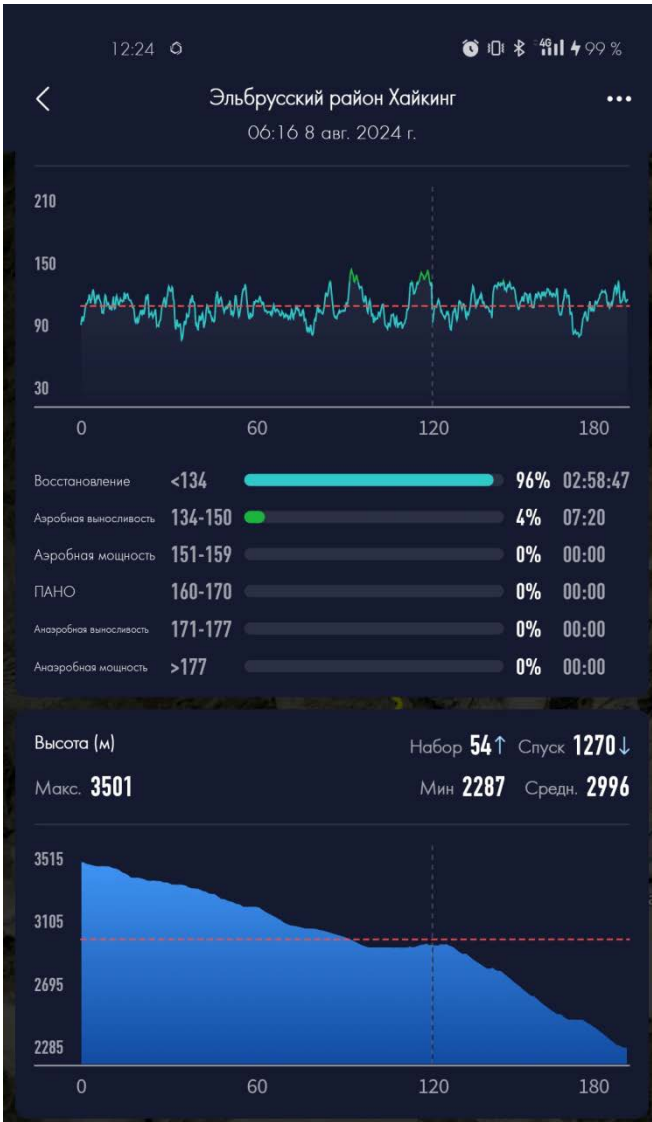 12:24 4G 99 %
Эльбрусский район Хайкинг
06:16 8 авг. 2024 г.
210
150
90
30
0 60 120 180
Восстановление <134 96% 02:58:47
Аэробная выносливость 134-150 4% 07:20
Аэробная мощность 151-159 0% 00:00
ПАНО 160-170 0% 00:00
Анаэробная выносливость 171-177 0% 00:00
Анаэробная мощность >177 0% 00:00
Высота (м) Набор 54↑ Спуск 1270↓
Макс. 3501 Мин 2287 Средн. 2996
3515
3105
2695
2285
0 60 120 180